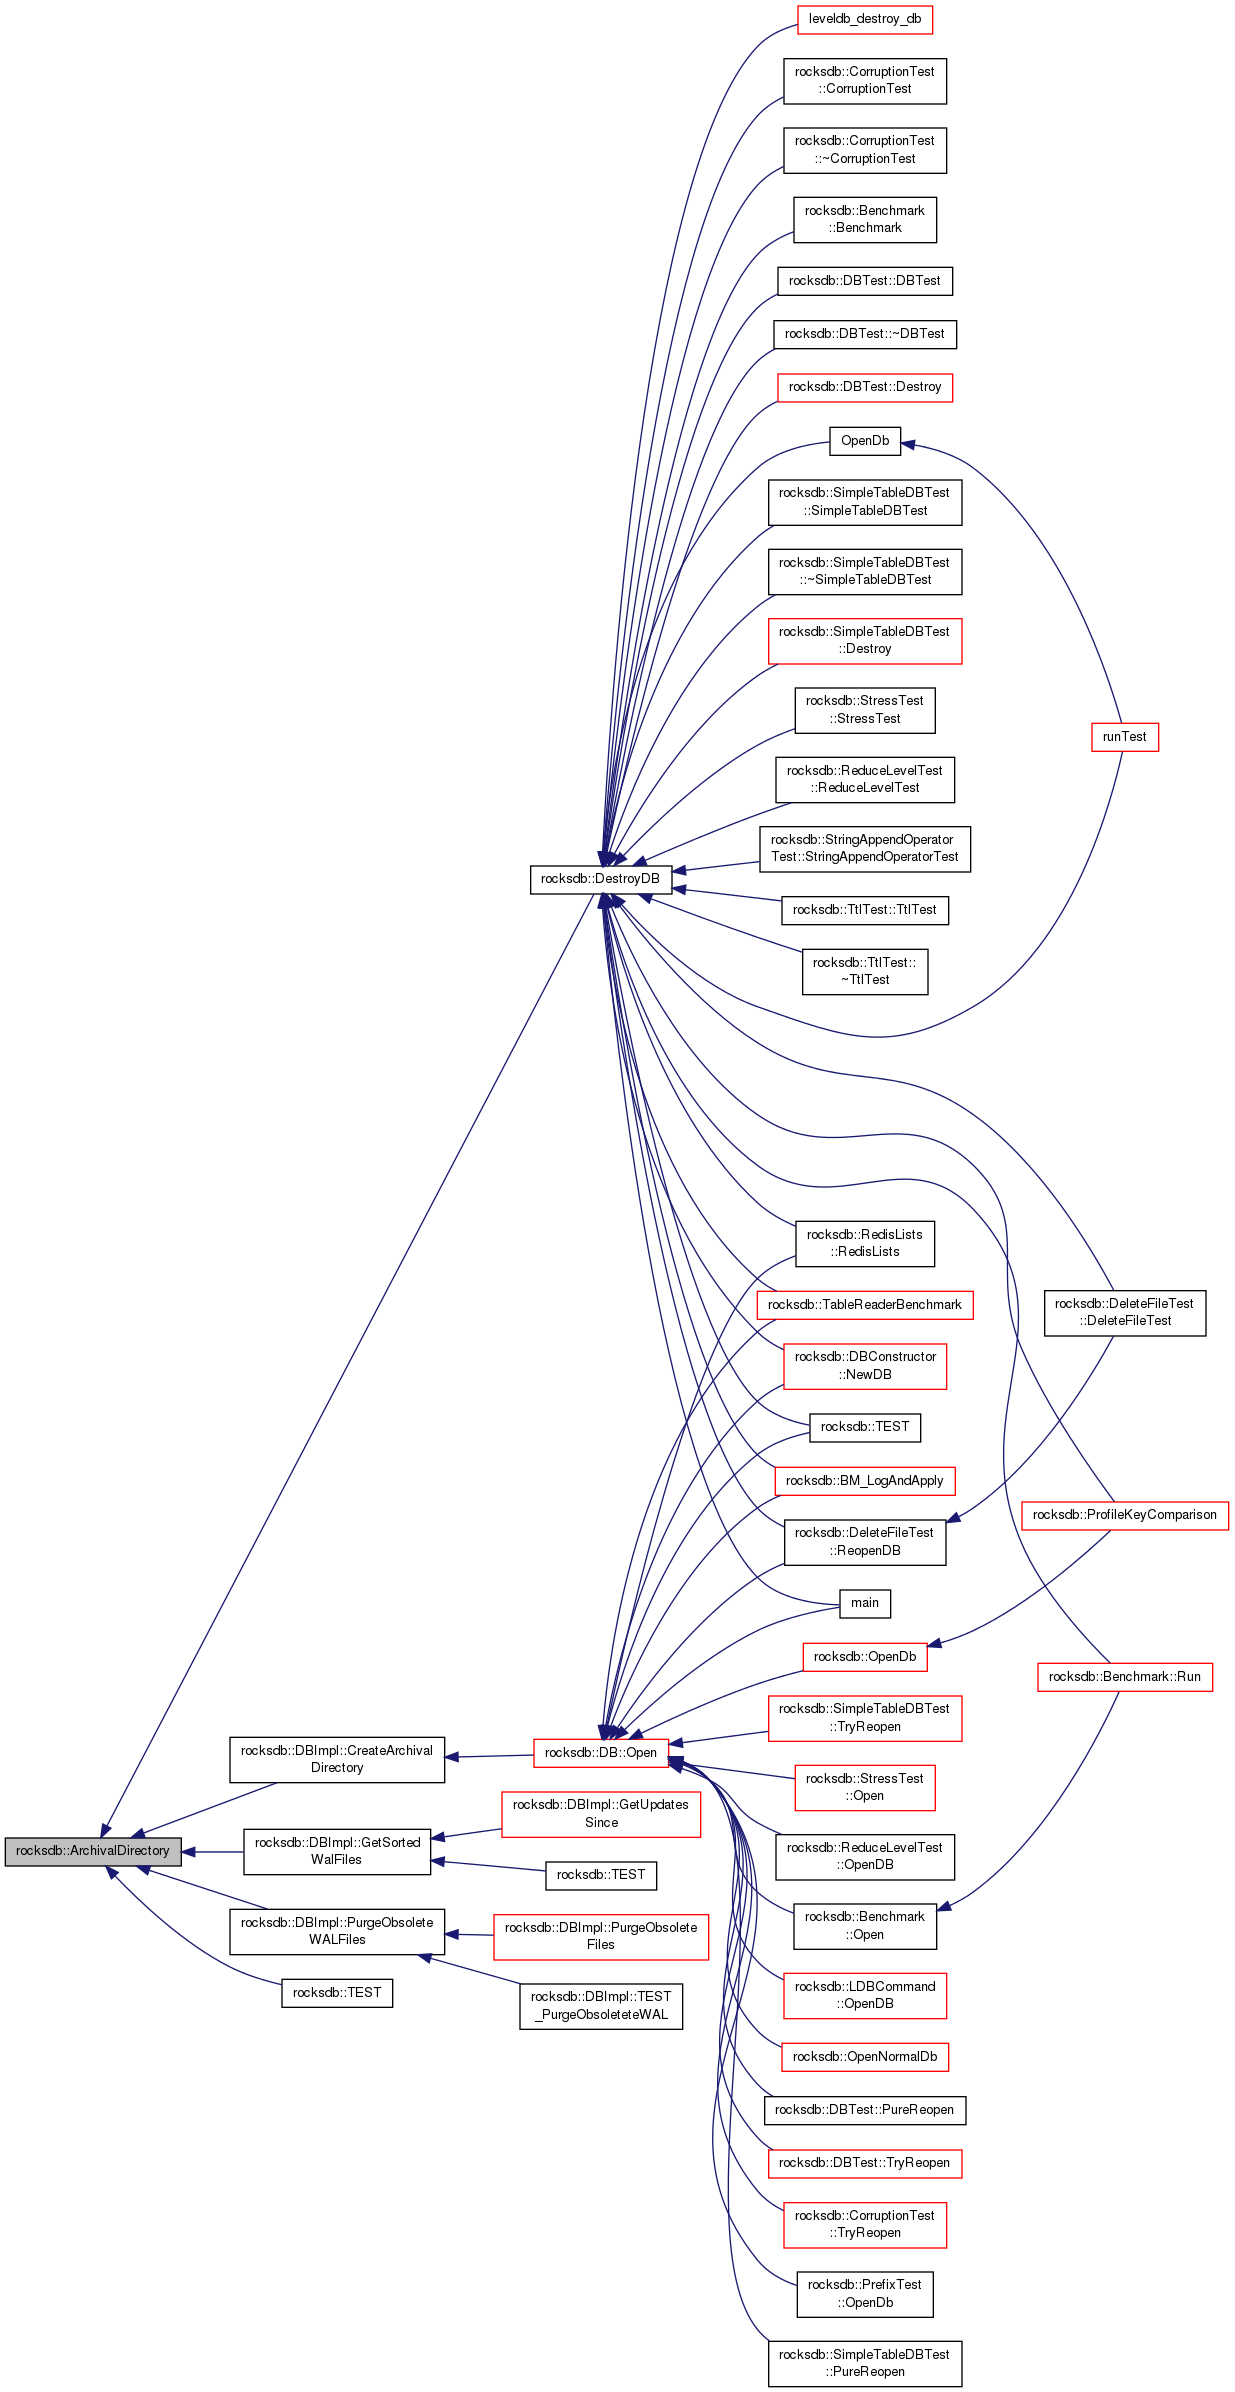 leveldb_destroy_db
rocksdb::CorruptionTest
::CorruptionTest
rocksdb::CorruptionTest
::~CorruptionTest
rocksdb::Benchmark
::Benchmark
rocksdb::DBTest::DBTest
rocksdb::DBTest::~DBTest
rocksdb::DBTest::Destroy
OpenDb
rocksdb::SimpleTableDBTest
::SimpleTableDBTest
rocksdb::SimpleTableDBTest
::~SimpleTableDBTest
rocksdb::SimpleTableDBTest
::Destroy
rocksdb::StressTest
::StressTest
runTest
rocksdb::ReduceLevelTest
::ReduceLevelTest
rocksdb::StringAppendOperator
Test::StringAppendOperatorTest
rocksdb::DestroyDB
rocksdb::TtlTest::TtlTest
rocksdb::TtlTest::
~TtlTest
rocksdb::RedisLists
::RedisLists
rocksdb::TableReaderBenchmark
rocksdb::DeleteFileTest
::DeleteFileTest
rocksdb::DBConstructor
::NewDB
rocksdb::TEST
rocksdb::BM_LogAndApply
rocksdb::ProfileKeyComparison
rocksdb::DeleteFileTest
::ReopenDB
main
rocksdb::OpenDb
rocksdb::Benchmark::Run
rocksdb::SimpleTableDBTest
::TryReopen
rocksdb::DBImpl::CreateArchival
Directory
rocksdb::DB::Open
rocksdb::StressTest
::Open
rocksdb::DBImpl::GetUpdates
Since
rocksdb::ReduceLevelTest
::OpenDB
rocksdb::ArchivalDirectory
rocksdb::DBImpl::GetSorted
WalFiles
rocksdb::TEST
rocksdb::Benchmark
::Open
rocksdb::DBImpl::PurgeObsolete
WALFiles
rocksdb::DBImpl::PurgeObsolete
Files
rocksdb::LDBCommand
::OpenDB
rocksdb::TEST
rocksdb::DBImpl::TEST
_PurgeObsoleteteWAL
rocksdb::OpenNormalDb
rocksdb::DBTest::PureReopen
rocksdb::DBTest::TryReopen
rocksdb::CorruptionTest
::TryReopen
rocksdb::PrefixTest
::OpenDb
rocksdb::SimpleTableDBTest
::PureReopen